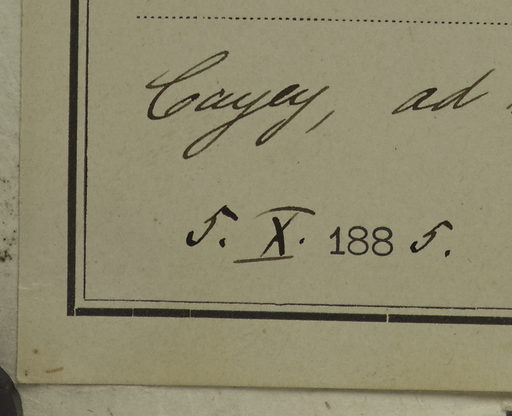 Cayey, ad
5. X. 1885.